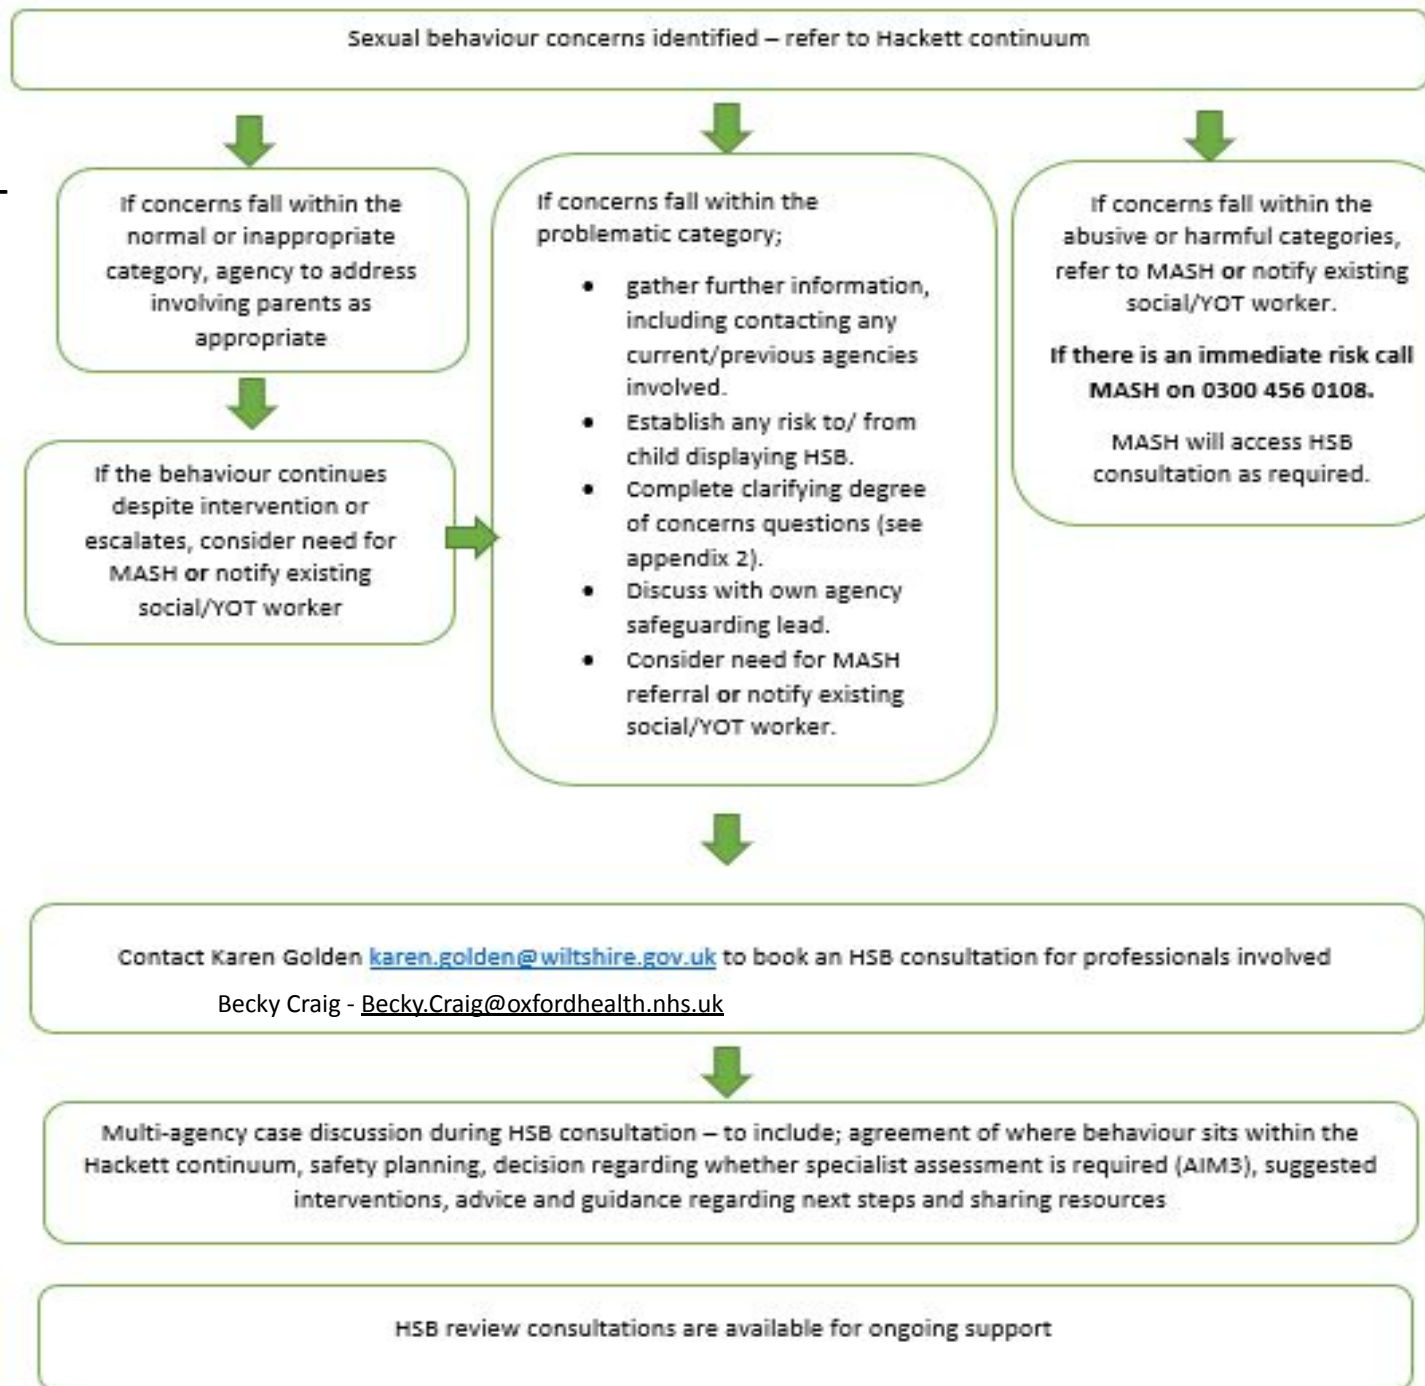 Sexual behaviour concerns identified – refer to Hackett continuum
If concerns fall within the
normal or inappropriate
category, agency to address
involving parents as
appropriate
If the behaviour continues
despite intervention or
escalates, consider need for
MASH or notify existing
social/YOT worker
If concerns fall within the
problematic category;
• gather further information,
including contacting any
current/previous agencies
involved.
• Establish any risk to/ from
child displaying HSB.
• Complete clarifying degree
of concerns questions (see
appendix 2).
• Discuss with own agency
safeguarding lead.
• Consider need for MASH
referral or notify existing
social/YOT worker.
If concerns fall within the
abusive or harmful categories,
refer to MASH or notify existing
social/YOT worker.
If there is an immediate risk call
MASH on 0300 456 0108.
MASH will access HSB
consultation as required.
Contact Karen Golden karen.golden@wiltshire.gov.uk to book an HSB consultation for professionals involved
Becky Craig - Becky.Craig@oxfordhealth.nhs.uk
Multi-agency case discussion during HSB consultation – to include; agreement of where behaviour sits within the
Hackett continuum, safety planning, decision regarding whether specialist assessment is required (AIM3), suggested
interventions, advice and guidance regarding next steps and sharing resources
HSB review consultations are available for ongoing support